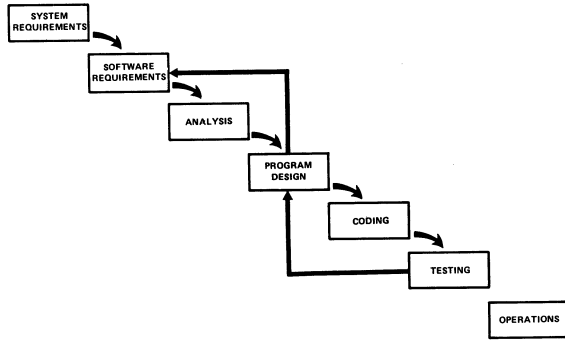 SYSTEM
REQUIREMENTS
SOFTWARE
REQUIREMENTS
ANALYSIS
PROGRAM
DESIGN
CODING
TESTING
OPERATIONS